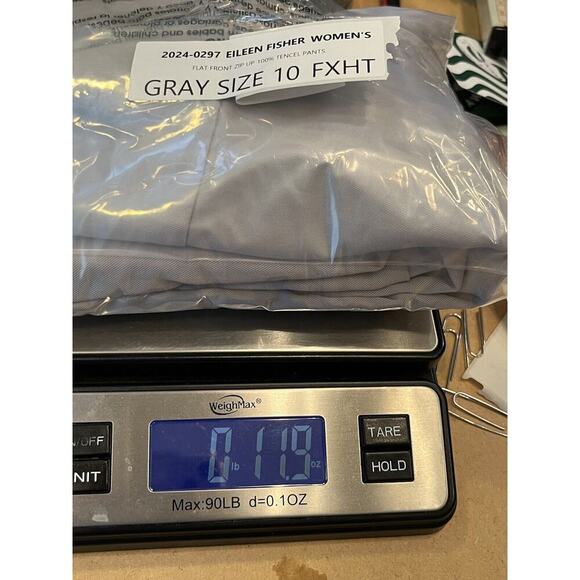 2024-0297 EILEEN FISHER WOMEN'S
FLAT FRONT ZIP UP 100% TENCEL PANTS
GRAY SIZE 10 FXHT
WeighMax®
N/OFF
NIT
0 lb 11.9 oz
TARE
HOLD
Max:90LB d=0.1OZ